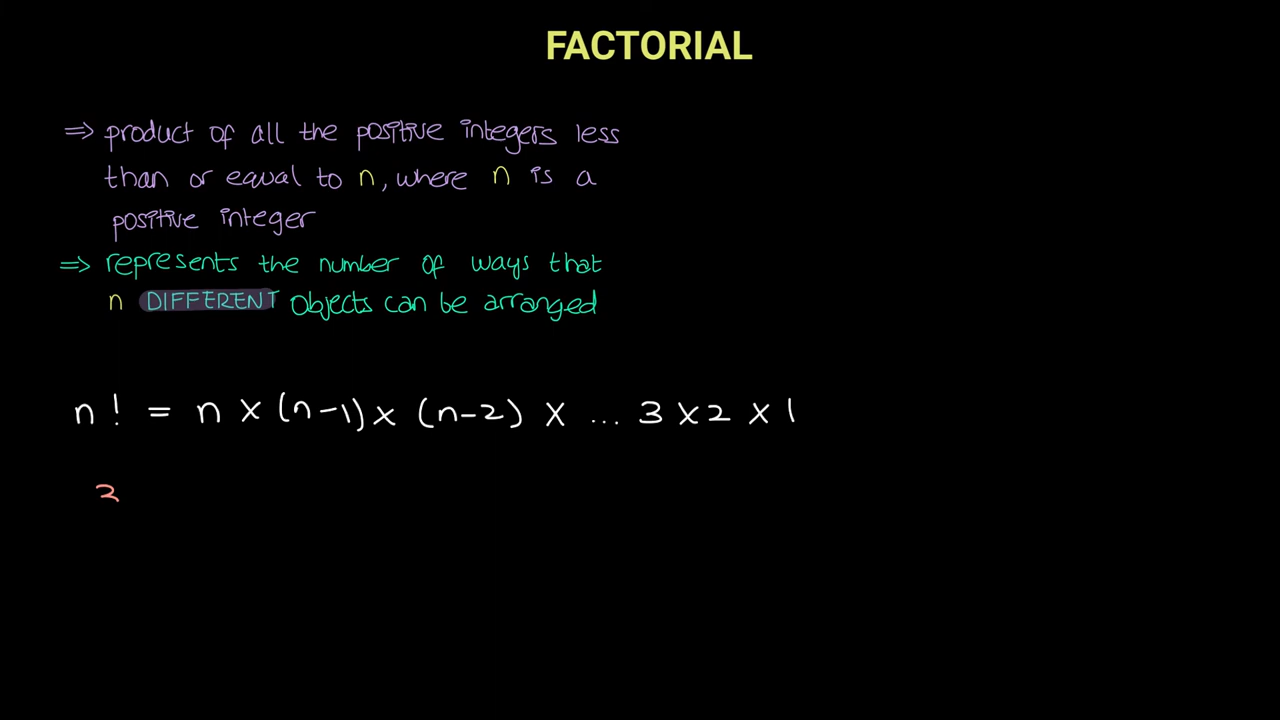 FACTORIAL
⇒ product of all the positive integers less
than or equal to n, where n is a
positive integer
⇒ represents the number of ways that
n DIFFERENT objects can be arranged
n! = n × (n-1) × (n-2) × ... 3 × 2 × 1
3